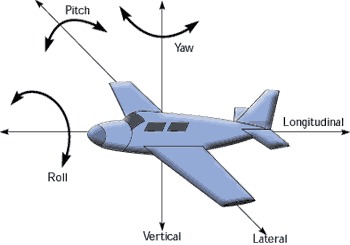 Pitch
Yaw
Longitudinal
Roll
Vertical
Lateral